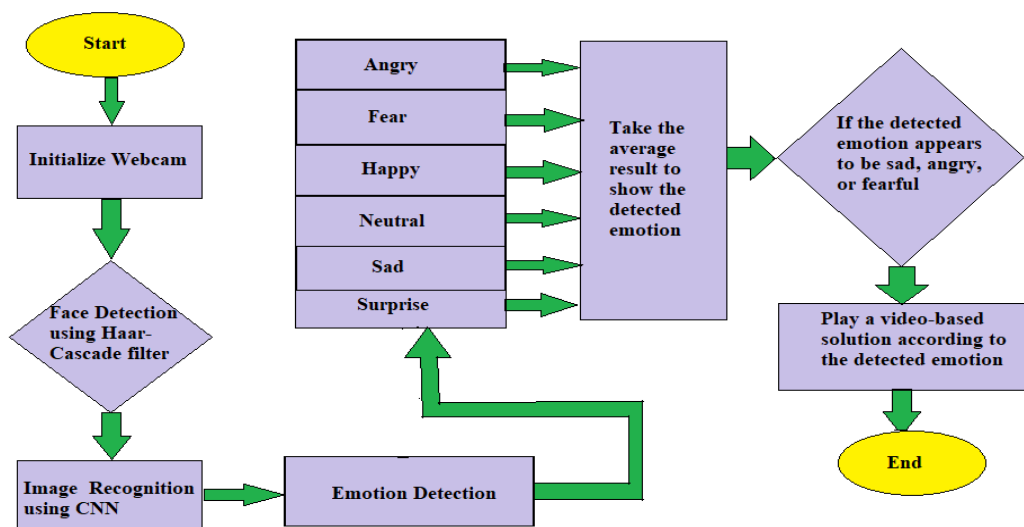 Start
Initialize Webcam
Face Detection
using Haar-
Cascade filter
Image Recognition
using CNN
Emotion Detection
Angry
Fear
Happy
Neutral
Sad
Surprise
Take the
average
result to
show the
detected
emotion
If the detected
emotion appears
to be sad, angry,
or fearful
Play a video-based
solution according to
the detected emotion
End